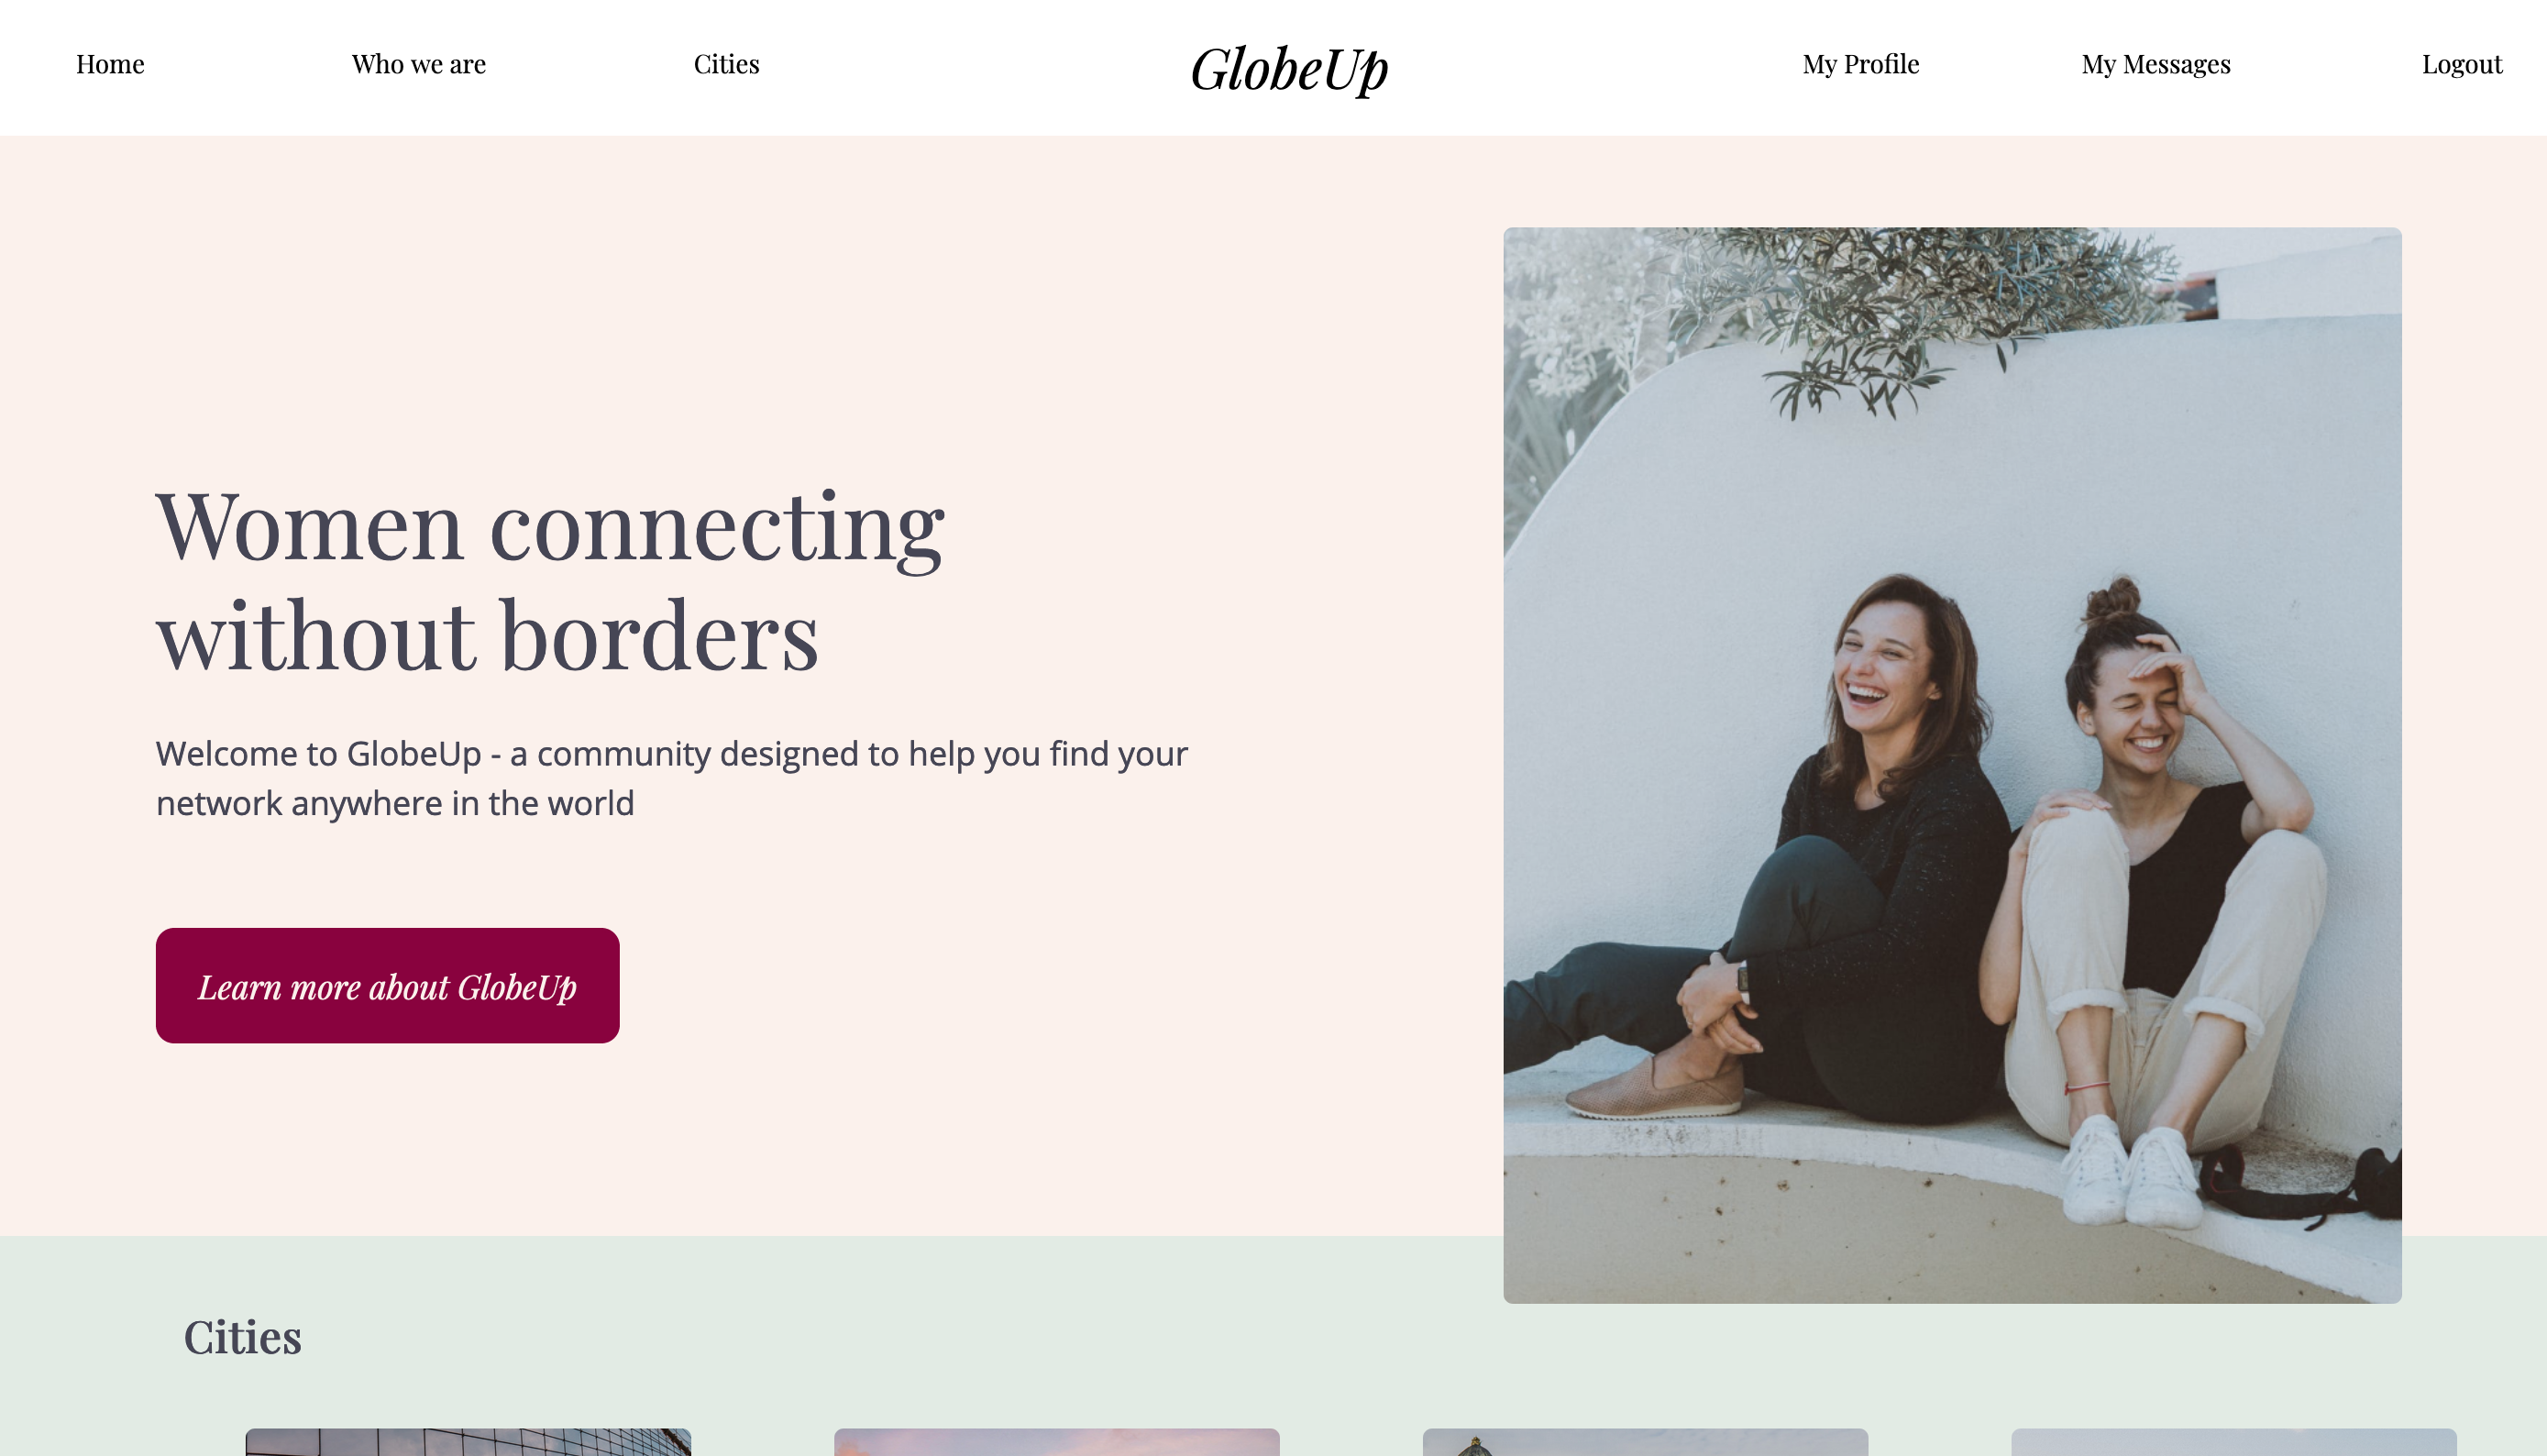 Home
Who we are
Cities
GlobeUp
My Profile
My Messages
Logout
Women connecting
without borders
Welcome to GlobeUp - a community designed to help you find your
network anywhere in the world
Learn more about GlobeUp
Cities